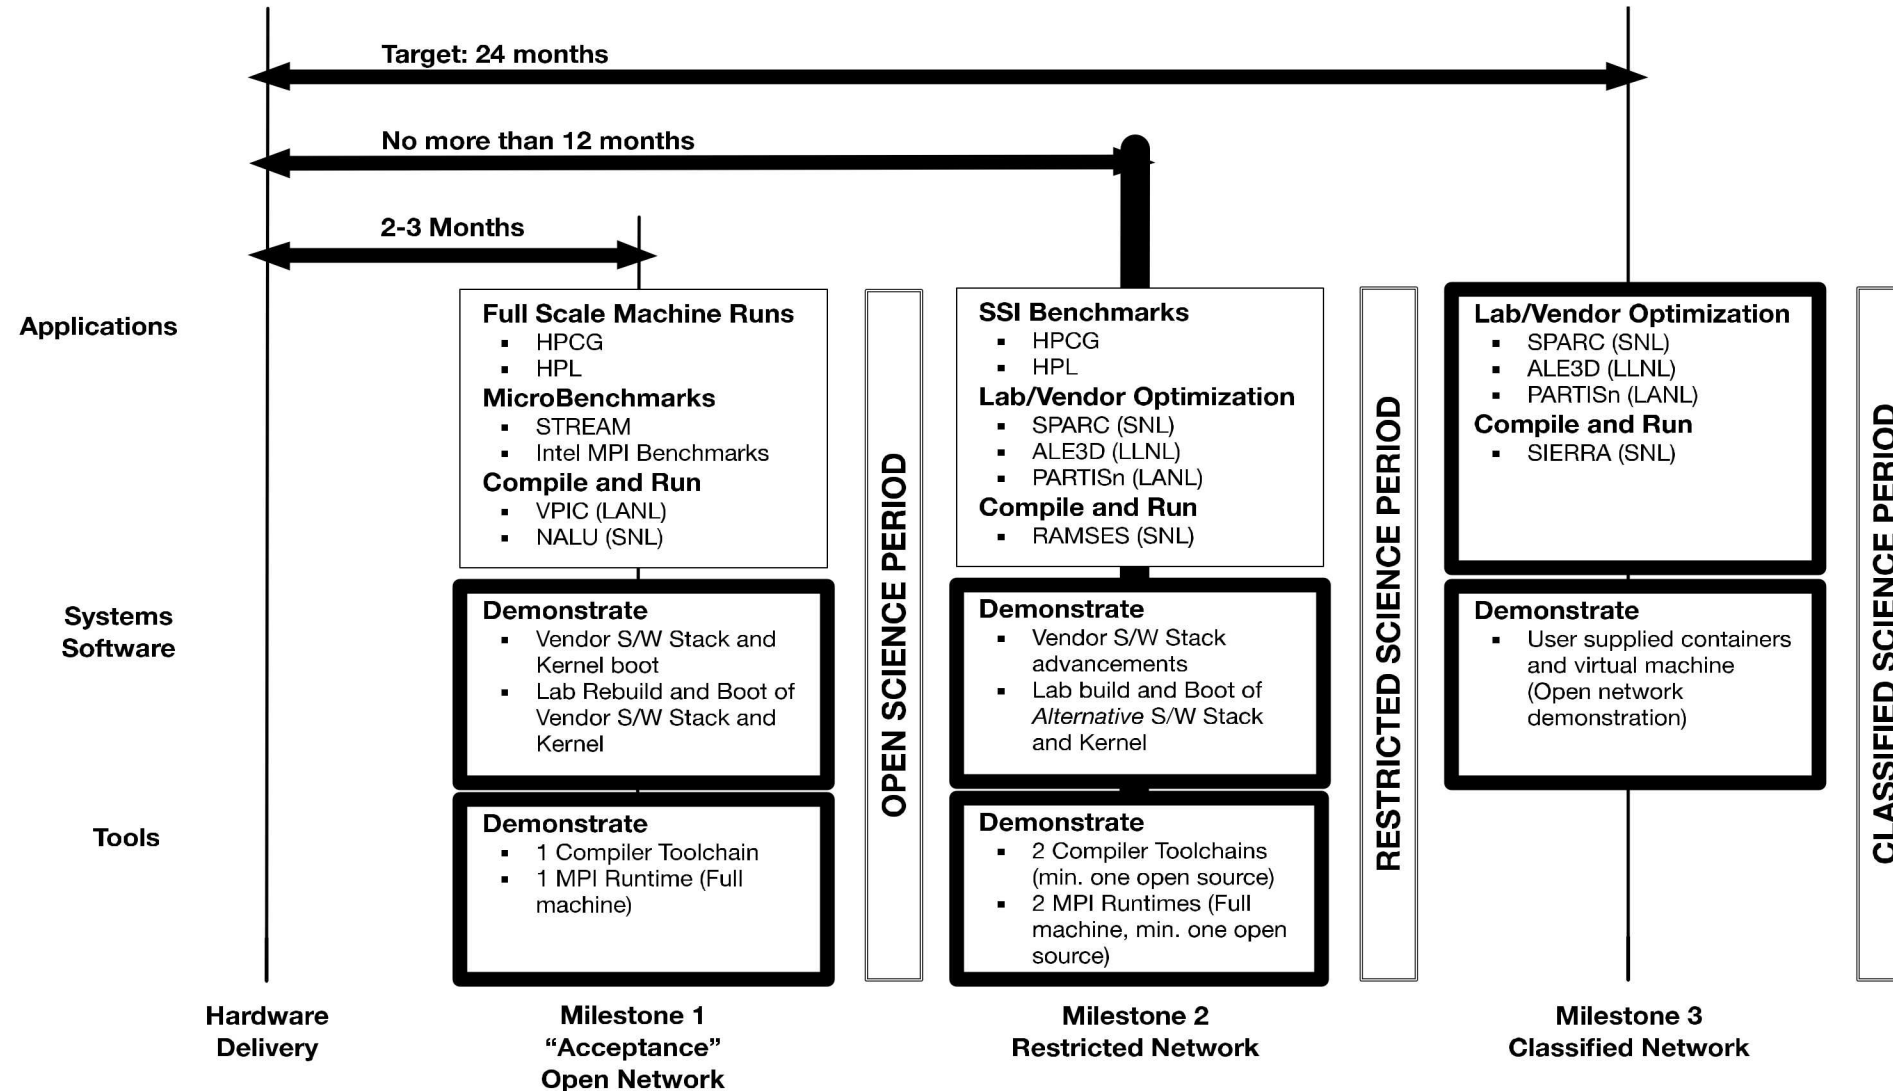 Target: 24 months
No more than 12 months
2-3 Months
Applications
Full Scale Machine Runs
▪ HPCG
▪ HPL
MicroBenchmarks
▪ STREAM
▪ Intel MPI Benchmarks
Compile and Run
▪ VPIC (LANL)
▪ NALU (SNL)
OPEN SCIENCE PERIOD
SSI Benchmarks
▪ HPCG
▪ HPL
Lab/Vendor Optimization
▪ SPARC (SNL)
▪ ALE3D (LLNL)
▪ PARTISn (LANL)
Compile and Run
▪ RAMSES (SNL)
RESTRICTED SCIENCE PERIOD
Lab/Vendor Optimization
▪ SPARC (SNL)
▪ ALE3D (LLNL)
▪ PARTISn (LANL)
Compile and Run
▪ SIERRA (SNL)
CLASSIFIED SCIENCE PERIOD
Systems
Software
Demonstrate
▪ Vendor S/W Stack and
Kernel boot
▪ Lab Rebuild and Boot of
Vendor S/W Stack and
Kernel
Demonstrate
▪ Vendor S/W Stack
advancements
▪ Lab build and Boot of
Alternative S/W Stack
and Kernel
Demonstrate
▪ User supplied containers
and virtual machine
(Open network
demonstration)
Tools
Demonstrate
▪ 1 Compiler Toolchain
▪ 1 MPI Runtime (Full
machine)
Demonstrate
▪ 2 Compiler Toolchains
(min. one open source)
▪ 2 MPI Runtimes (Full
machine, min. one open
source)
Hardware
Delivery
Milestone 1
“Acceptance”
Open Network
Milestone 2
Restricted Network
Milestone 3
Classified Network